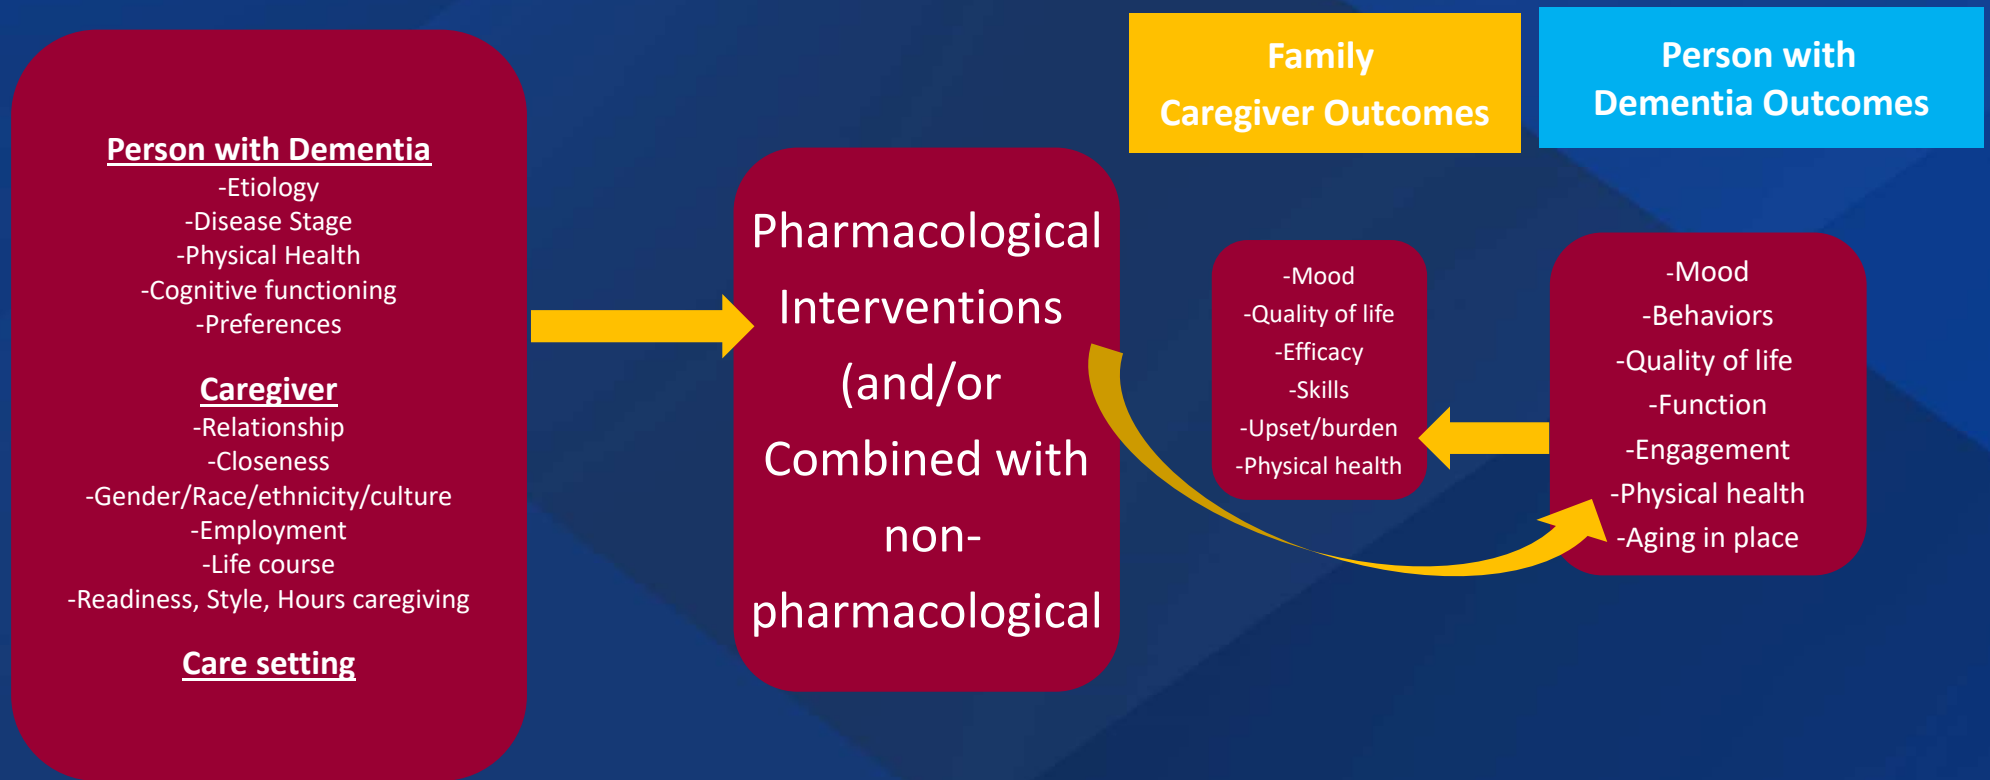 Person with Dementia
-Etiology
-Disease Stage
-Physical Health
-Cognitive functioning
-Preferences
Caregiver
-Relationship
-Closeness
-Gender/Race/ethnicity/culture
-Employment
-Life course
-Readiness, Style, Hours caregiving
Care setting
Pharmacological
Interventions
(and/or
Combined with
non-
pharmacological
Family
Caregiver Outcomes
-Mood
-Quality of life
-Efficacy
-Skills
-Upset/burden
-Physical health
Person with
Dementia Outcomes
-Mood
-Behaviors
-Quality of life
-Function
-Engagement
-Physical health
-Aging in place